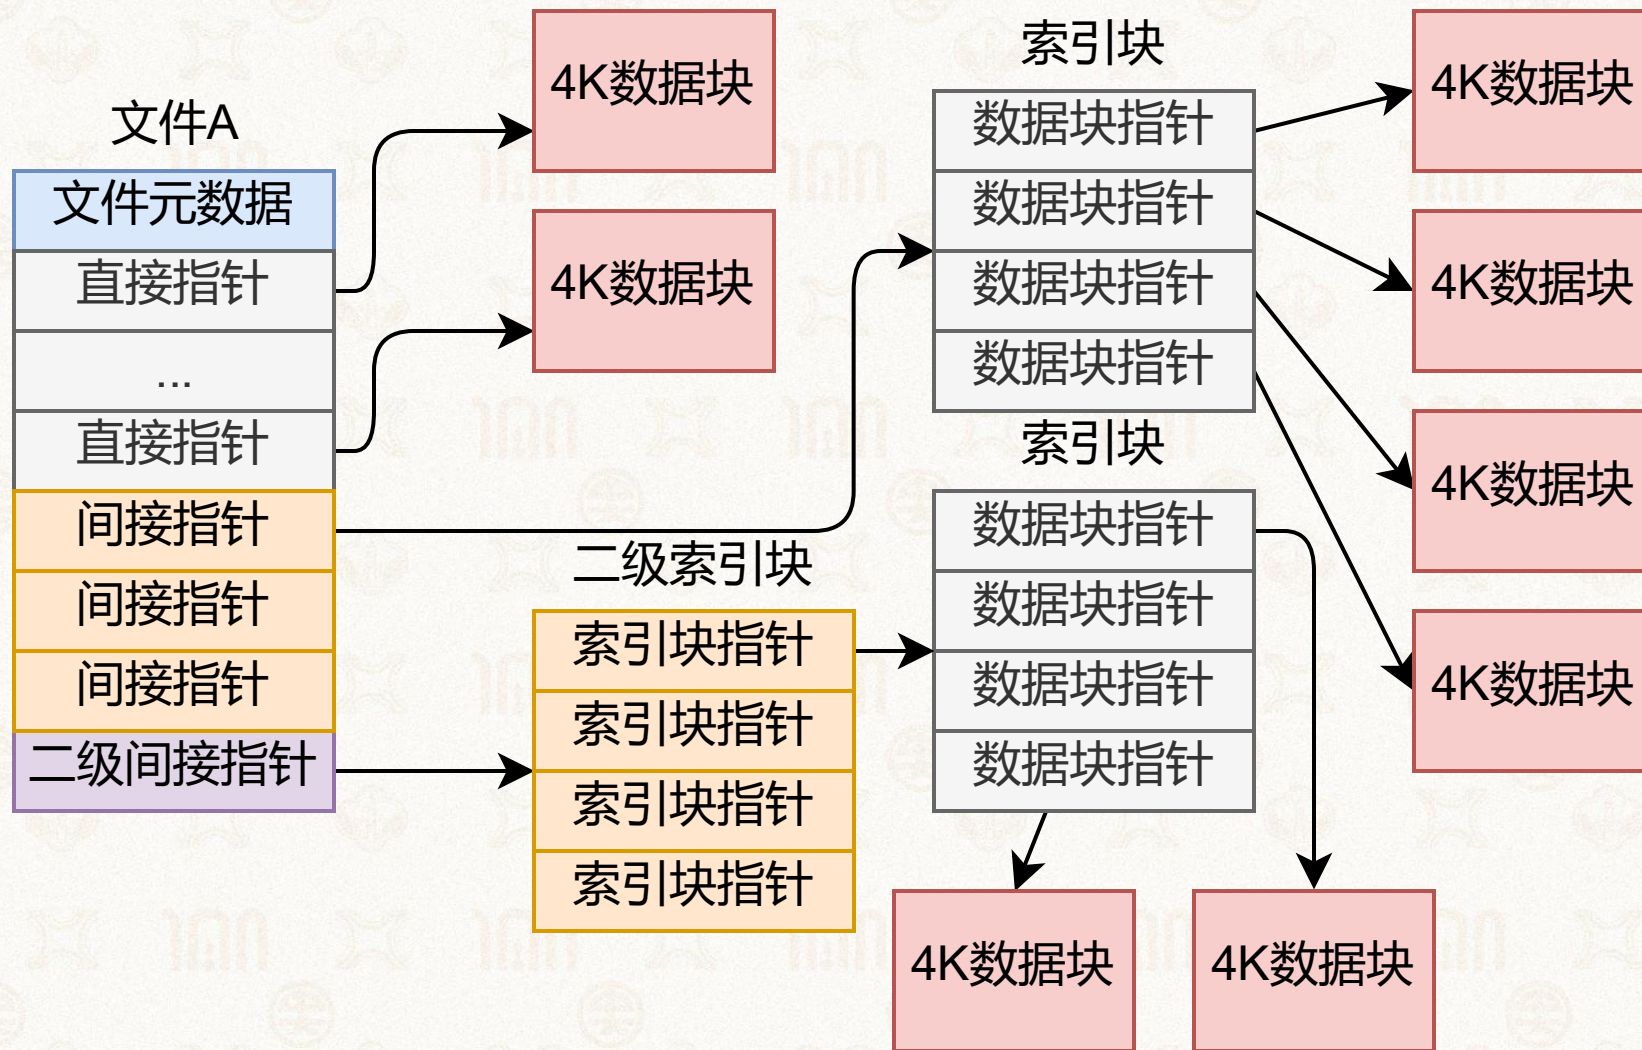 文件A
文件元数据
直接指针
...
直接指针
间接指针
间接指针
间接指针
二级间接指针
4K数据块
4K数据块
二级索引块
索引块指针
索引块指针
索引块指针
索引块指针
索引块
数据块指针
数据块指针
数据块指针
数据块指针
索引块
数据块指针
数据块指针
数据块指针
数据块指针
4K数据块
4K数据块
4K数据块
4K数据块
4K数据块
4K数据块